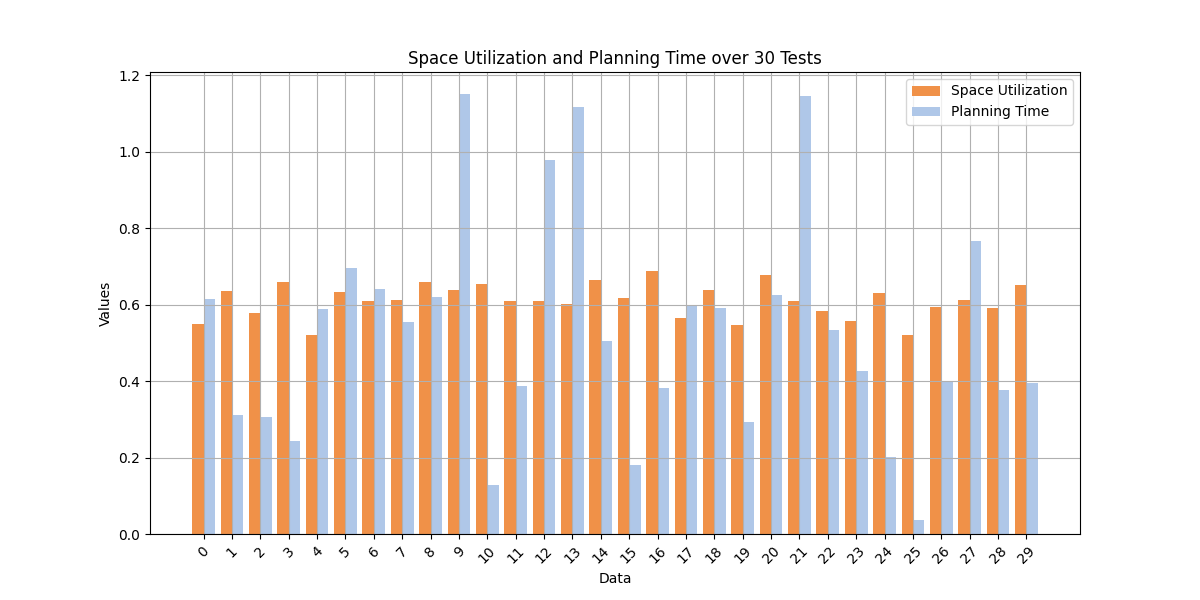 Space Utilization and Planning Time over 30 Tests
1.2
1.0
0.8
0.6
0.4
0.2
0.0
Values
Space Utilization
Planning Time
0 1 2 3 4 5 6 7 8 9 10 11 12 13 14 15 16 17 18 19 20 21 22 23 24 25 26 27 28 29
Data